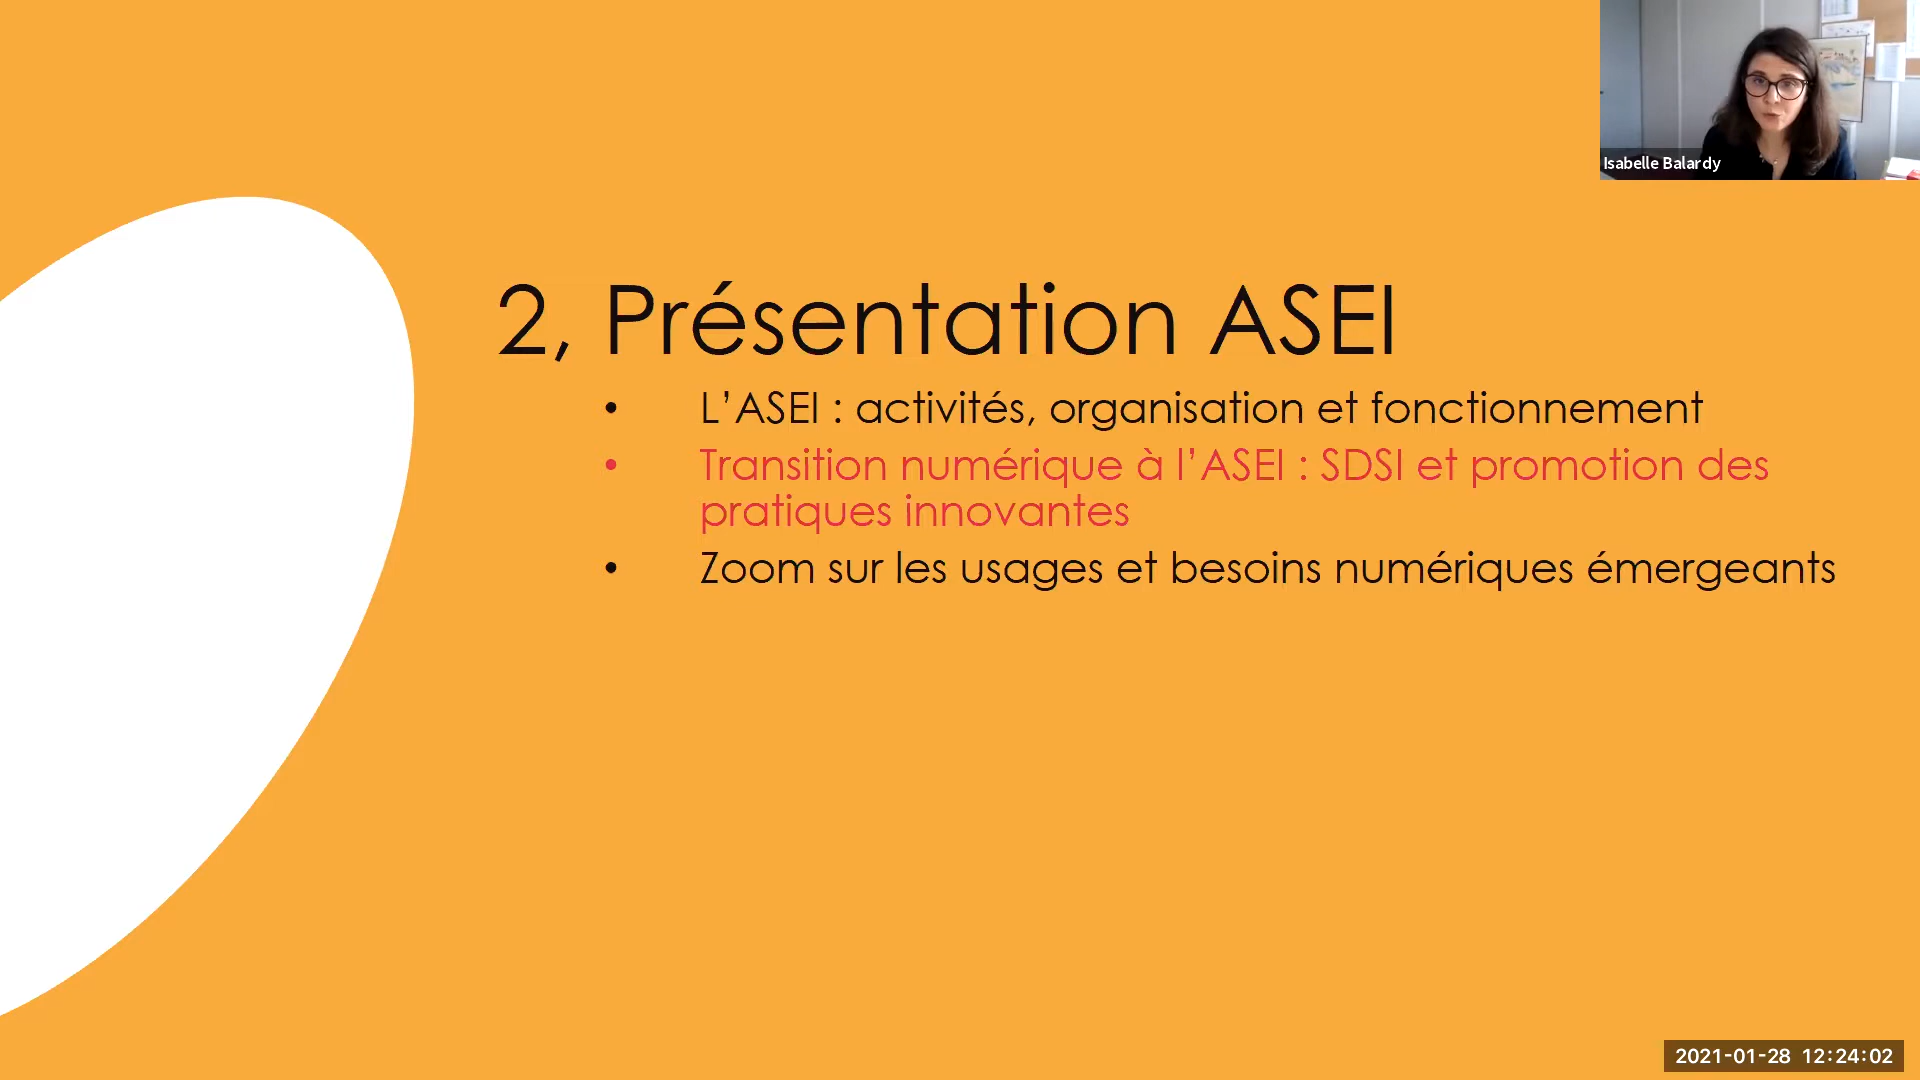 Isabelle Balardy
2, Présentation ASEI
• L’ASEI : activités, organisation et fonctionnement
• Transition numérique à l’ASEI : SDSI et promotion des
pratiques innovantes
• Zoom sur les usages et besoins numériques émergeants
2021-01-28 12:24:02